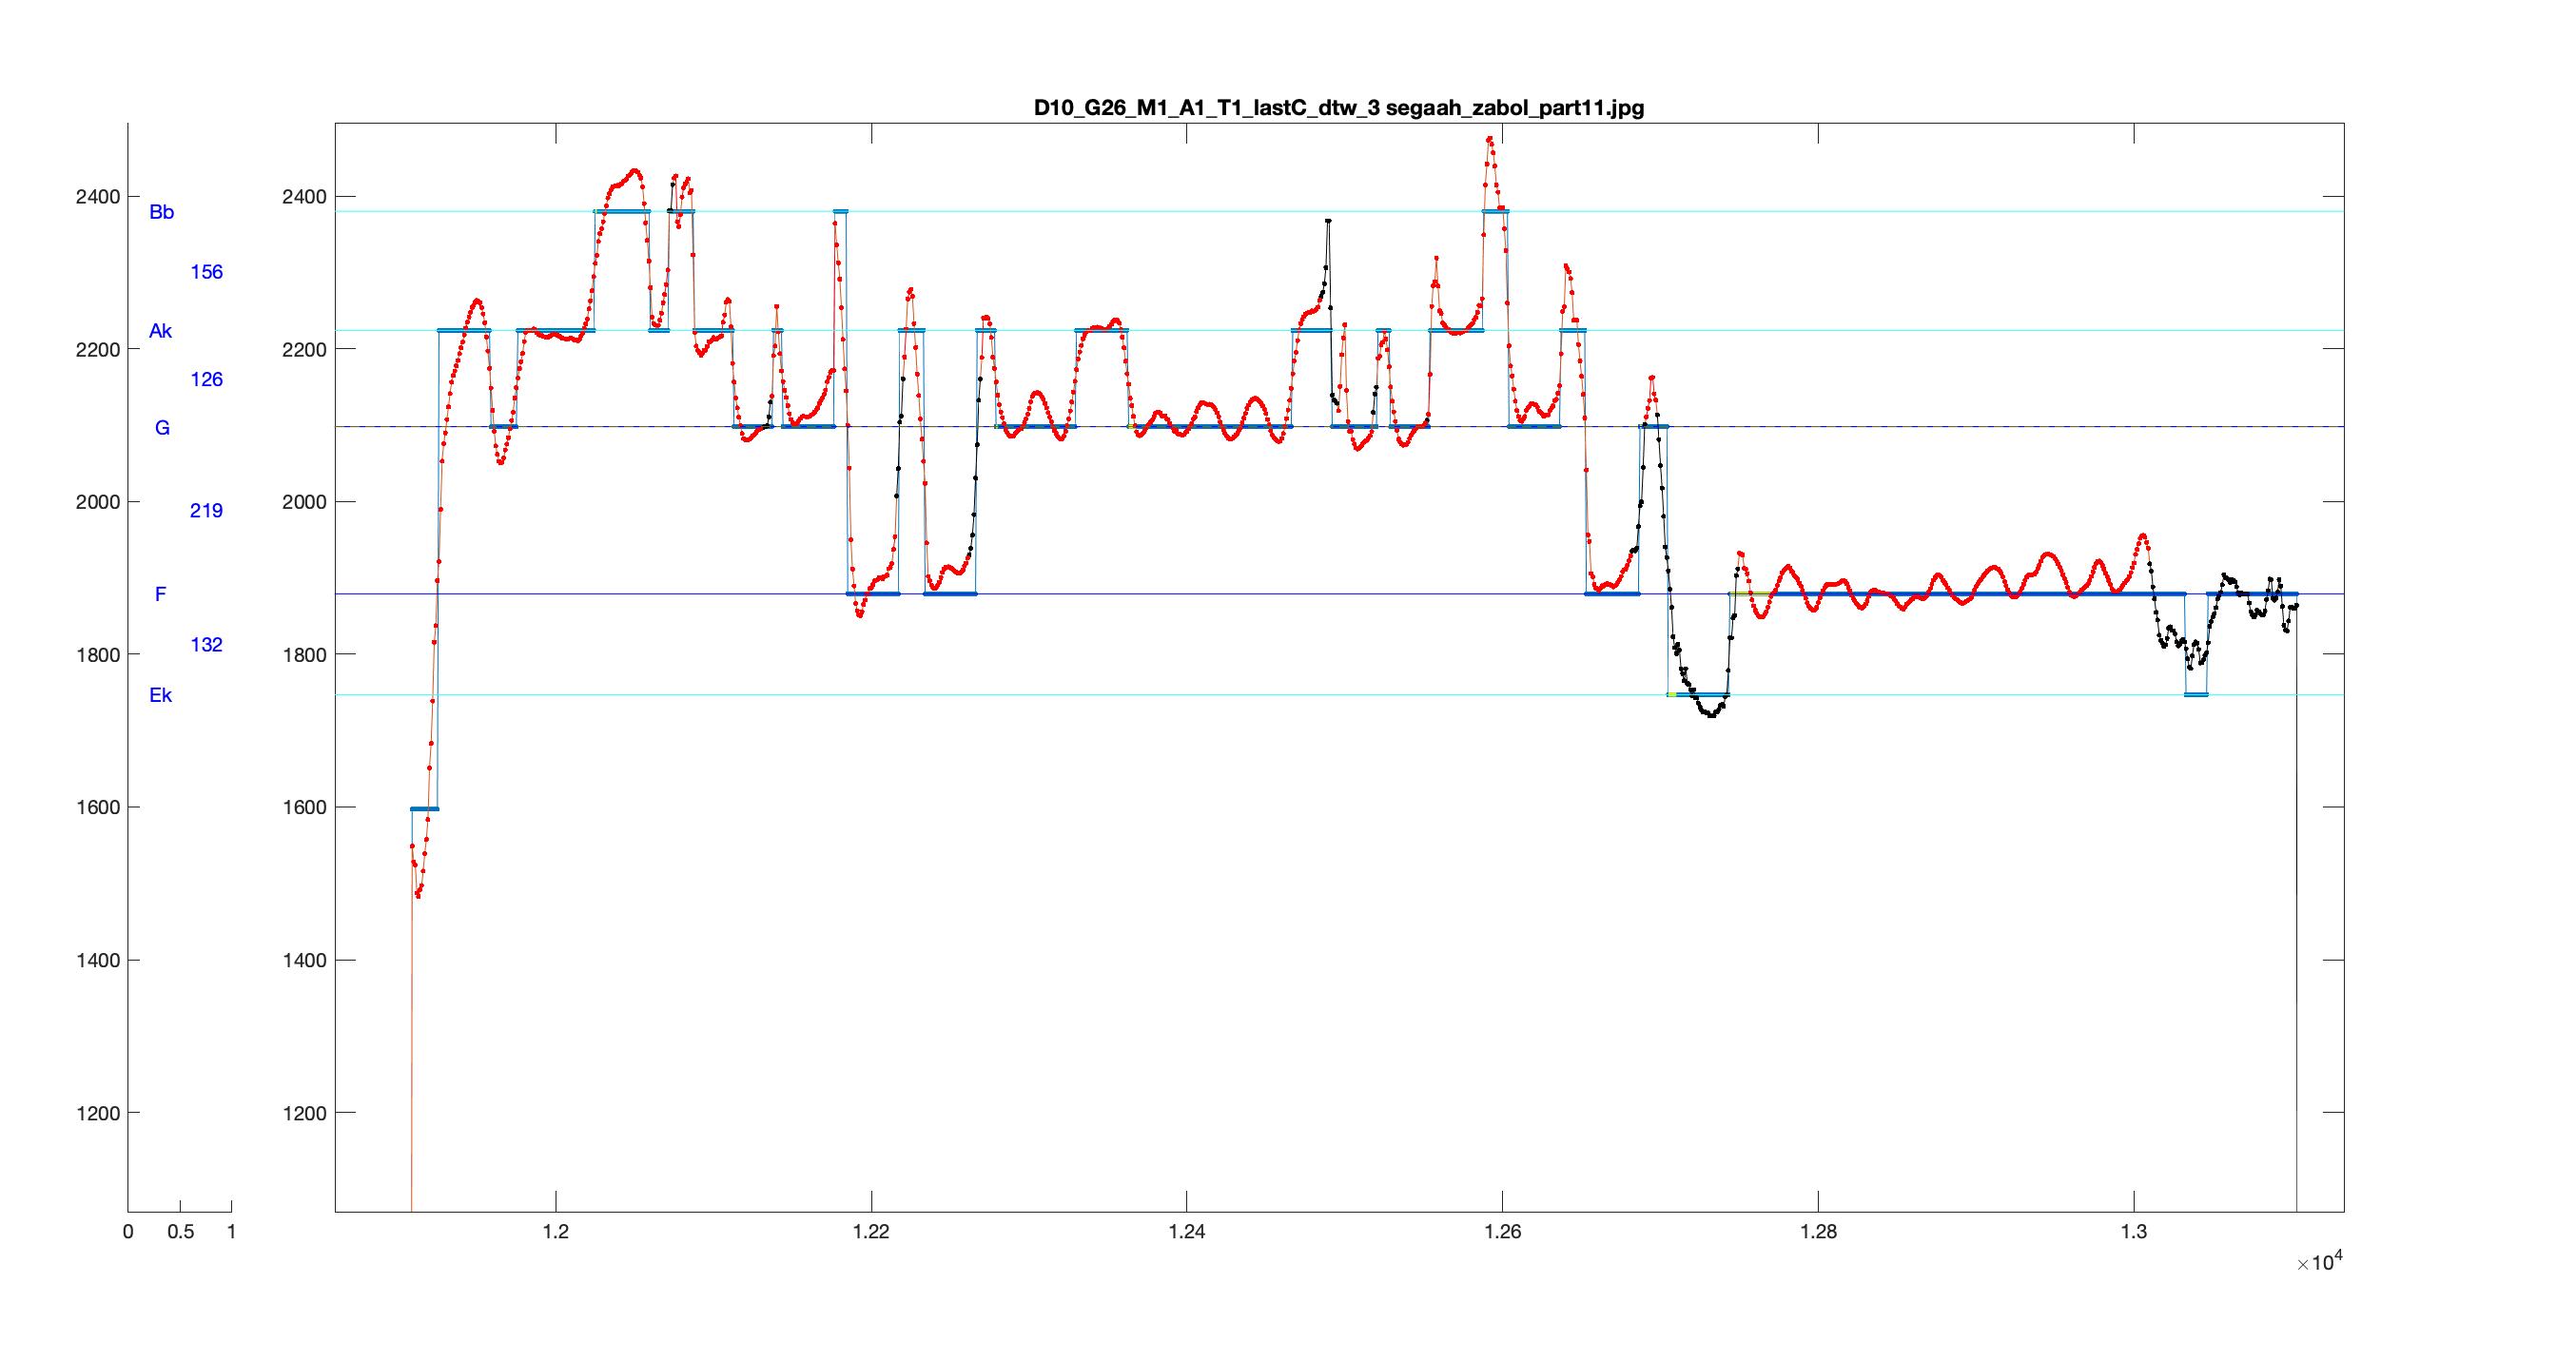 D10_G26_M1_A1_T1_lastC_dtw_3 segaah_zabol_part11.jpg
2400 2400
Bb
156
Ak
2200 2200
126
G
2000 2000
219
F
132
1800 1800
Ek
1600 1600
1400 1400
1200 1200
0 0.5 1 1.2 1.22 1.24 1.26 1.28 1.3
×10⁴